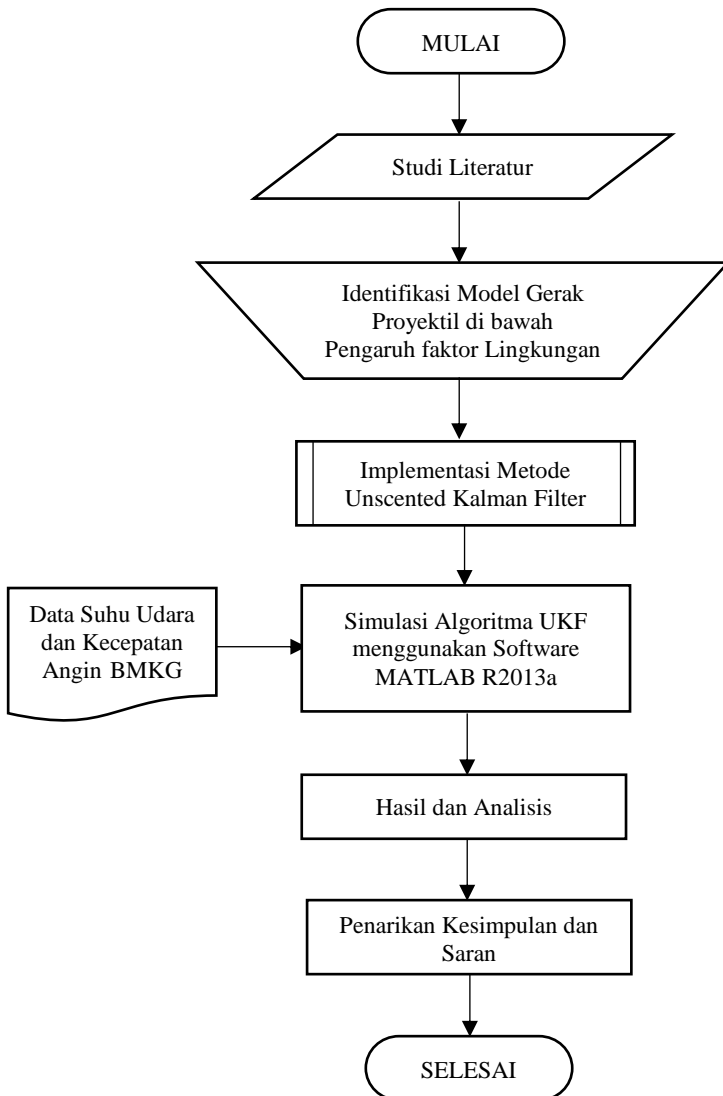 MULAI
Studi Literatur
Identifikasi Model Gerak
Proyektil di bawah
Pengaruh faktor Lingkungan
Implementasi Metode
Unscented Kalman Filter
Data Suhu Udara
dan Kecepatan
Angin BMKG
Simulasi Algoritma UKF
menggunakan Software
MATLAB R2013a
Hasil dan Analisis
Penarikan Kesimpulan dan
Saran
SELESAI